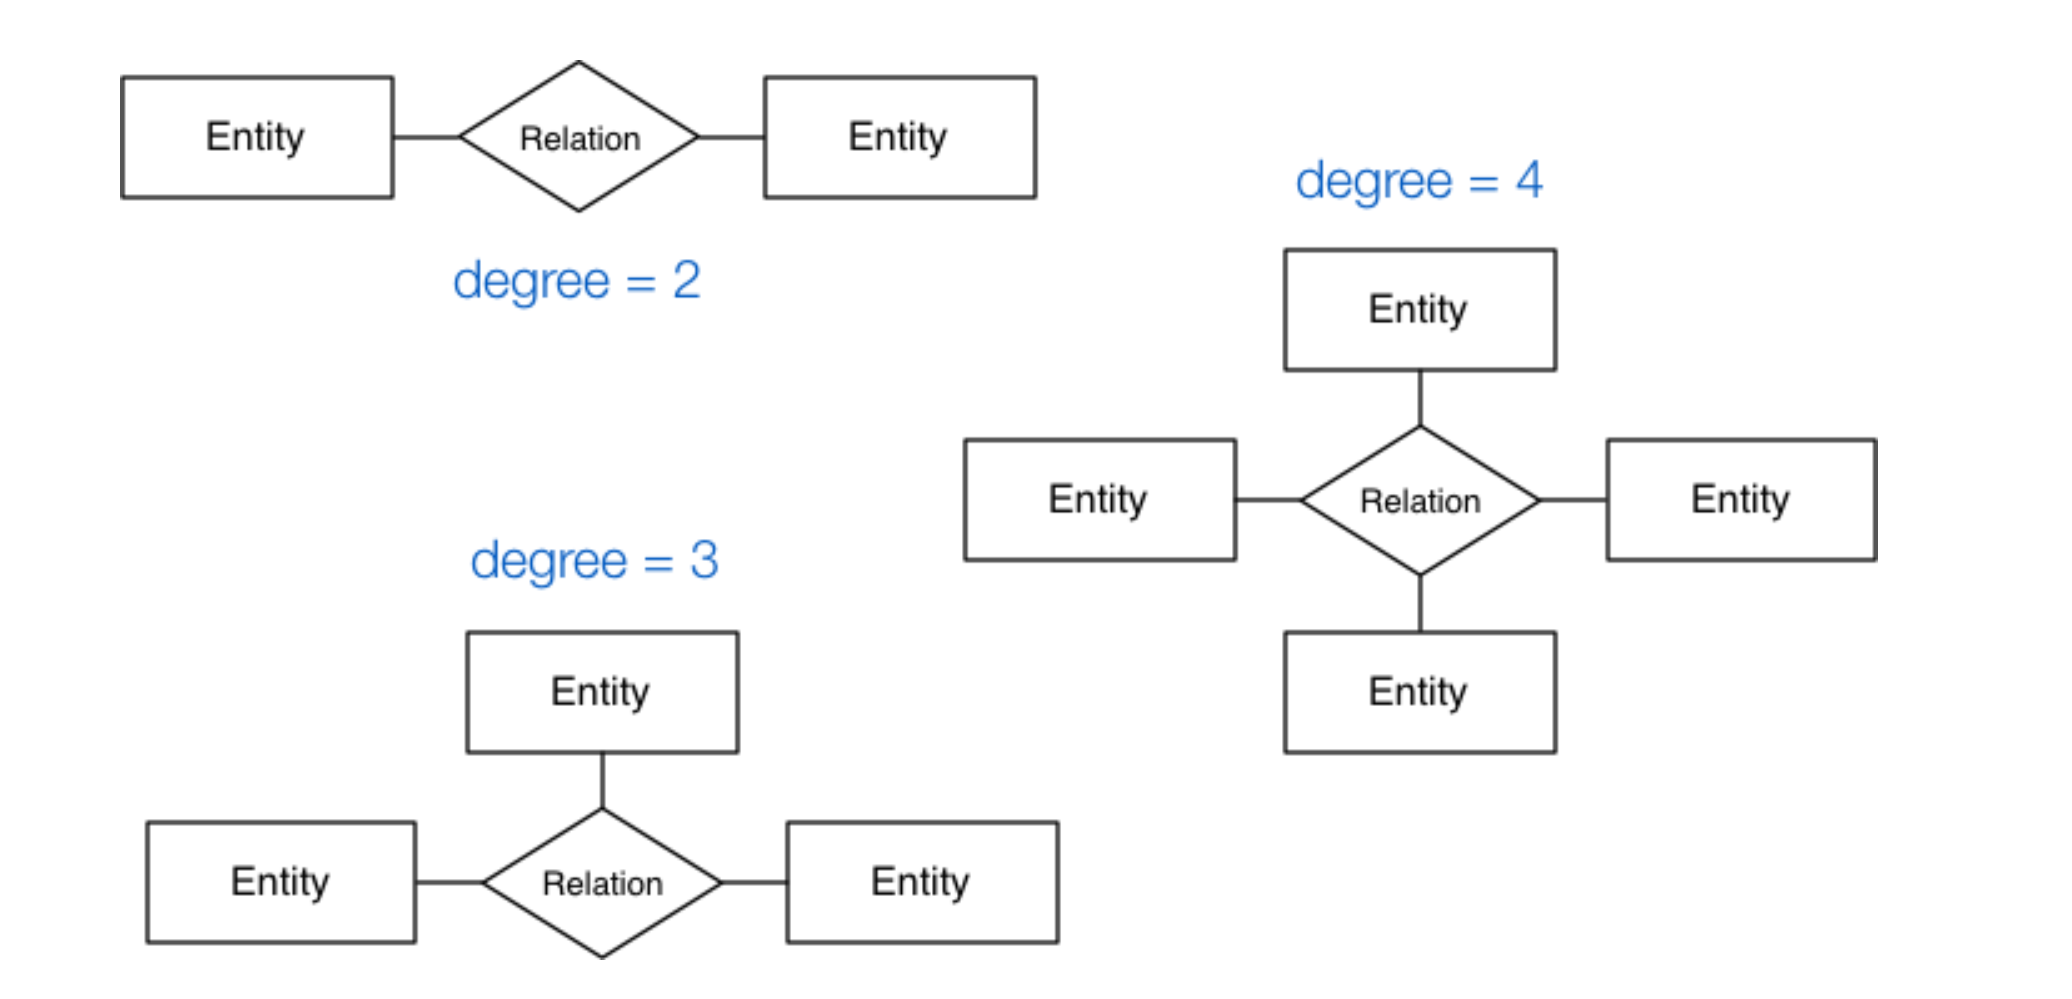 Entity
Relation
Entity
degree = 2
degree = 4
Entity
Entity
Relation
Entity
Entity
degree = 3
Entity
Entity
Relation
Entity